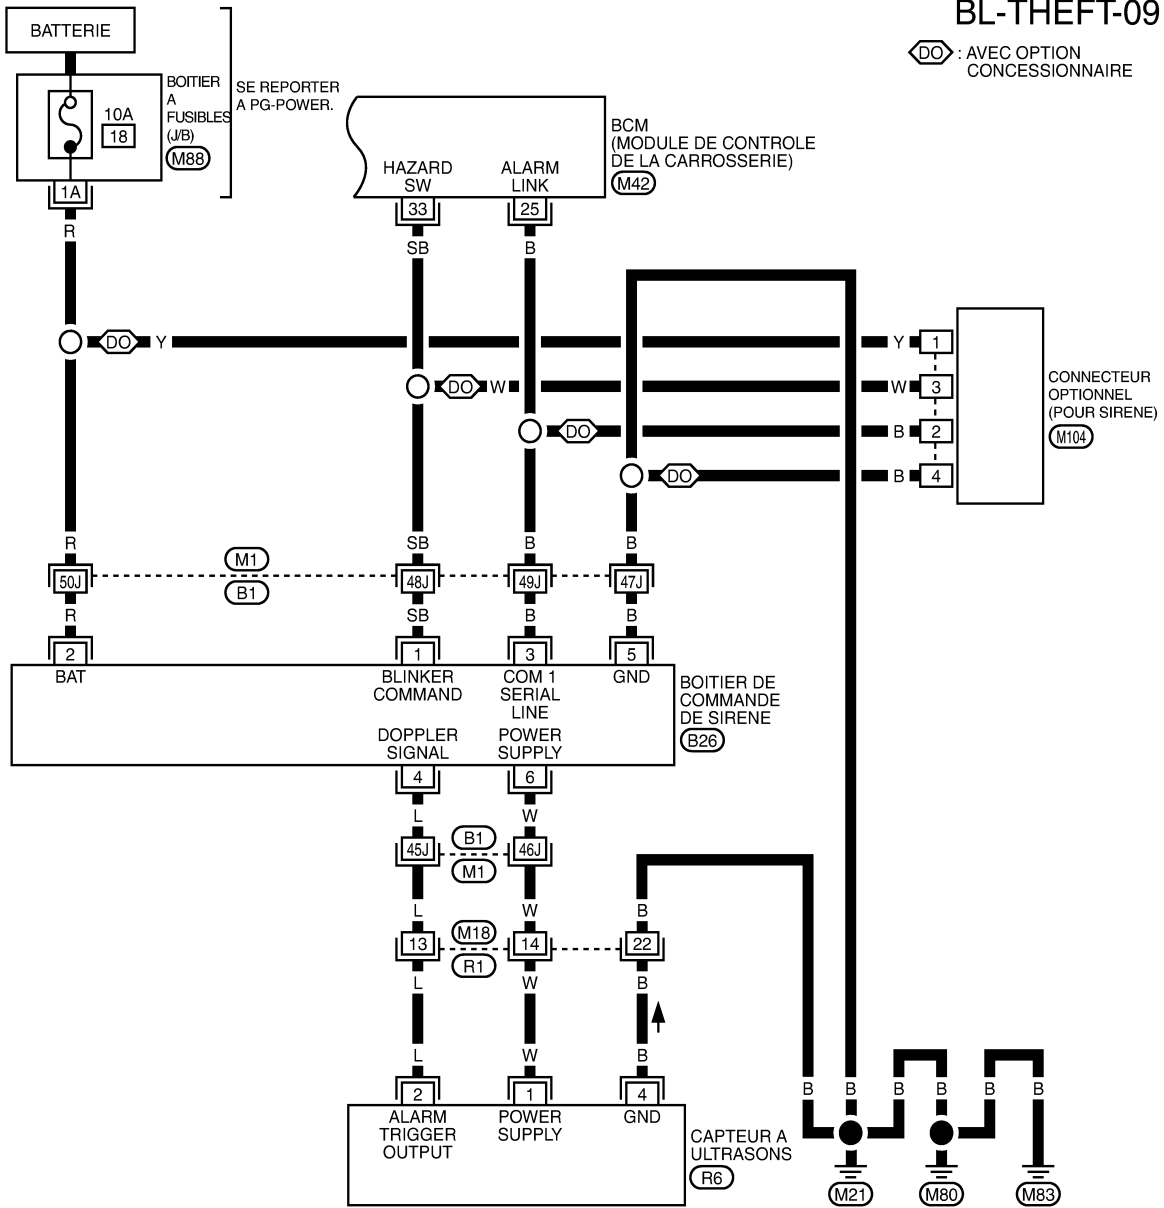 BL-THEFT-09
DO : AVEC OPTION
CONCESSIONNAIRE
BATTERIE
BOITIER
A
FUSIBLES
(J/B)
M88
10A
18
SE REPORTER
A PG-POWER.
1A
R
BCM
(MODULE DE CONTROLE
DE LA CARROSSERIE)
M42
HAZARD
SW
ALARM
LINK
33
25
SB
B
DO
Y
Y
1
DO
W
W
3
DO
B
2
DO
B
4
CONNECTEUR
OPTIONNEL
(POUR SIRENE)
M104
R
SB
B
B
M1
50J
48J
49J
47J
B1
R
SB
B
B
2
1
3
5
BAT
BLINKER
COMMAND
COM 1
SERIAL
LINE
GND
BOITIER DE
COMMANDE
DE SIRENE
B26
DOPPLER
SIGNAL
POWER
SUPPLY
4
6
L
W
B1
45J
46J
M1
L
W
B
M18
13
14
22
R1
L
W
B
L
W
B
2
1
4
ALARM
TRIGGER
OUTPUT
POWER
SUPPLY
GND
CAPTEUR A
ULTRASONS
R6
B
B
B
B
B
B
M21
M80
M83